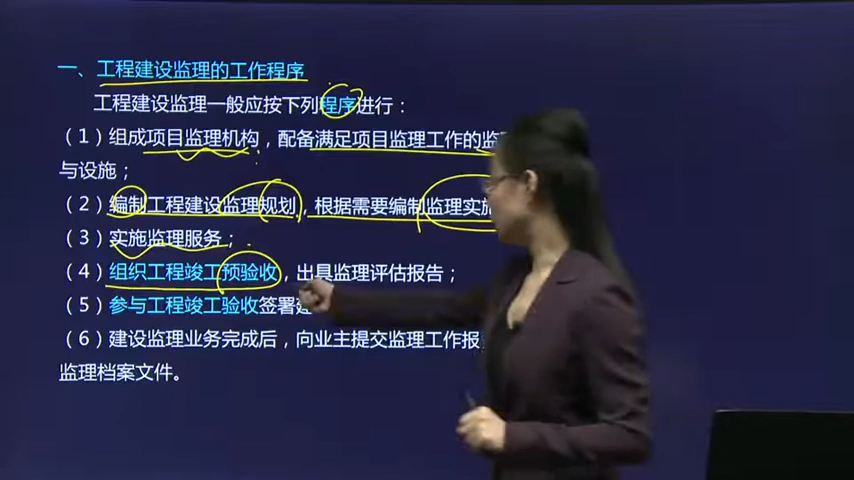 一、工程建设监理的工作程序
工程建设监理一般应按下列程序进行：
（1）组成项目监理机构，配备满足项目监理工作的监
与设施；
（2）编制工程建设监理规划，根据需要编制监理实施
（3）实施监理服务；
（4）组织工程竣工预验收，出具监理评估报告；
（5）参与工程竣工验收签署建
（6）建设监理业务完成后，向业主提交监理工作报
监理档案文件。